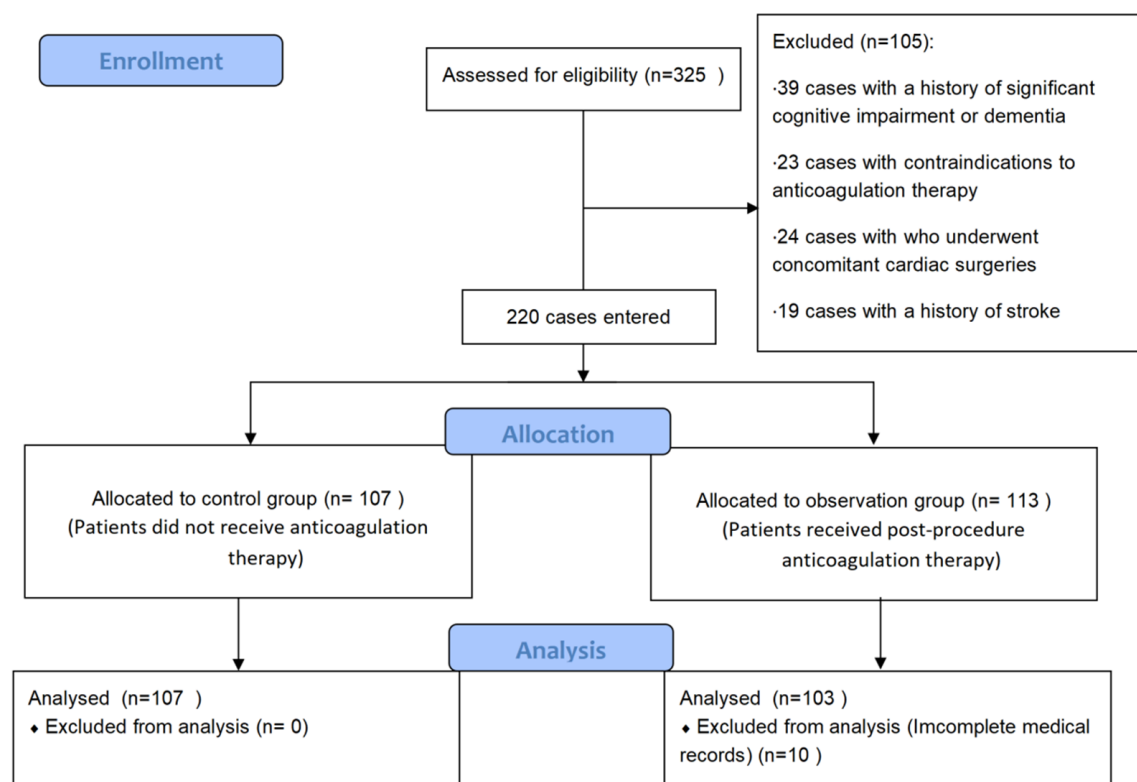 Enrollment
Assessed for eligibility (n=325 )
Excluded (n=105):
·39 cases with a history of significant
cognitive impairment or dementia
·23 cases with contraindications to
anticoagulation therapy
·24 cases with who underwent
concomitant cardiac surgeries
·19 cases with a history of stroke
220 cases entered
Allocation
Allocated to control group (n= 107 )
(Patients did not receive anticoagulation
therapy)
Allocated to observation group (n= 113 )
(Patients received post-procedure
anticoagulation therapy)
Analysis
Analysed (n=107 )
♦ Excluded from analysis (n= 0)
Analysed (n=103 )
♦ Excluded from analysis (Imcomplete medical
records) (n=10 )